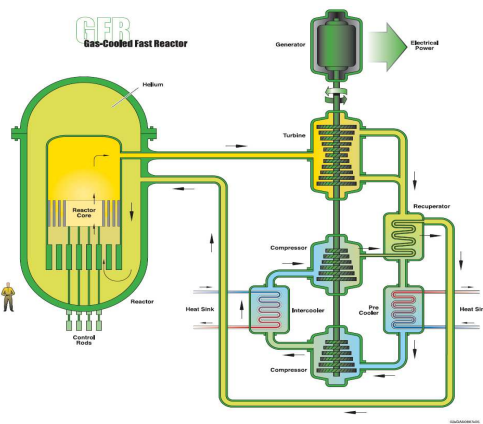 GFR
Gas-Cooled Fast Reactor
Generator
Electrical
Power
Helium
Turbine
Reactor
Core
Recuperator
Compressor
Reactor
Heat Sink
Intercooler
Pre
Cooler
Heat Sin
Control
Rods
Compressor